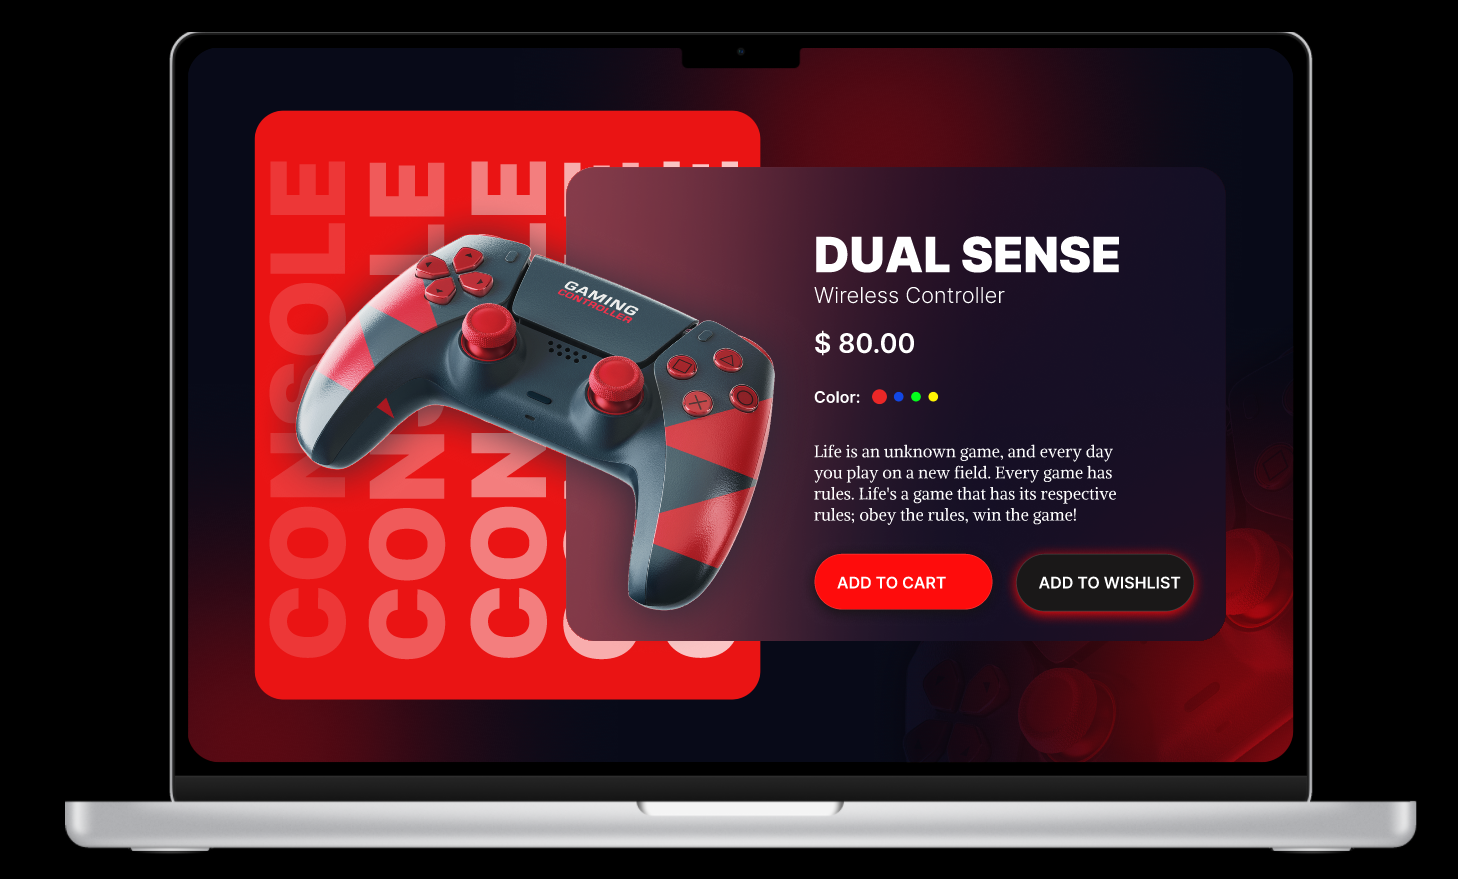 CONSOLE
CONSOLE
CONSOLE
GAMING
CONTROLLER
DUAL SENSE
Wireless Controller
$ 80.00
Color:
Life is an unknown game, and every day
you play on a new field. Every game has
rules. Life's a game that has its respective
rules; obey the rules, win the game!
ADD TO CART
ADD TO WISHLIST